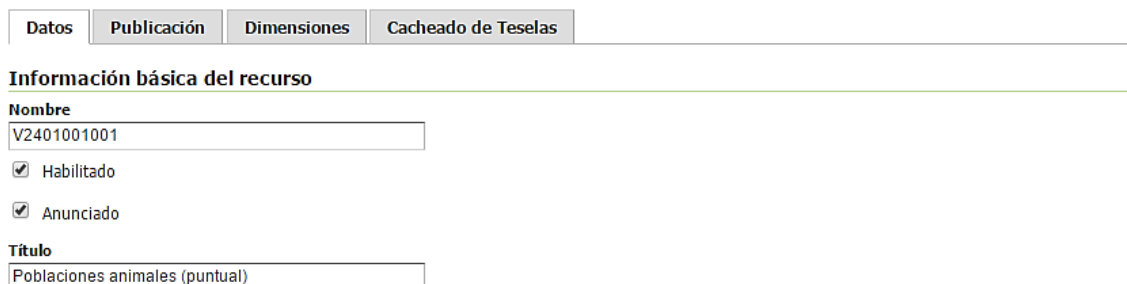 Datos Publicación Dimensiones Cacheado de Teselas
Información básica del recurso
Nombre
V2401001001
Habilitado
Anunciado
Título
Poblaciones animales (puntual)